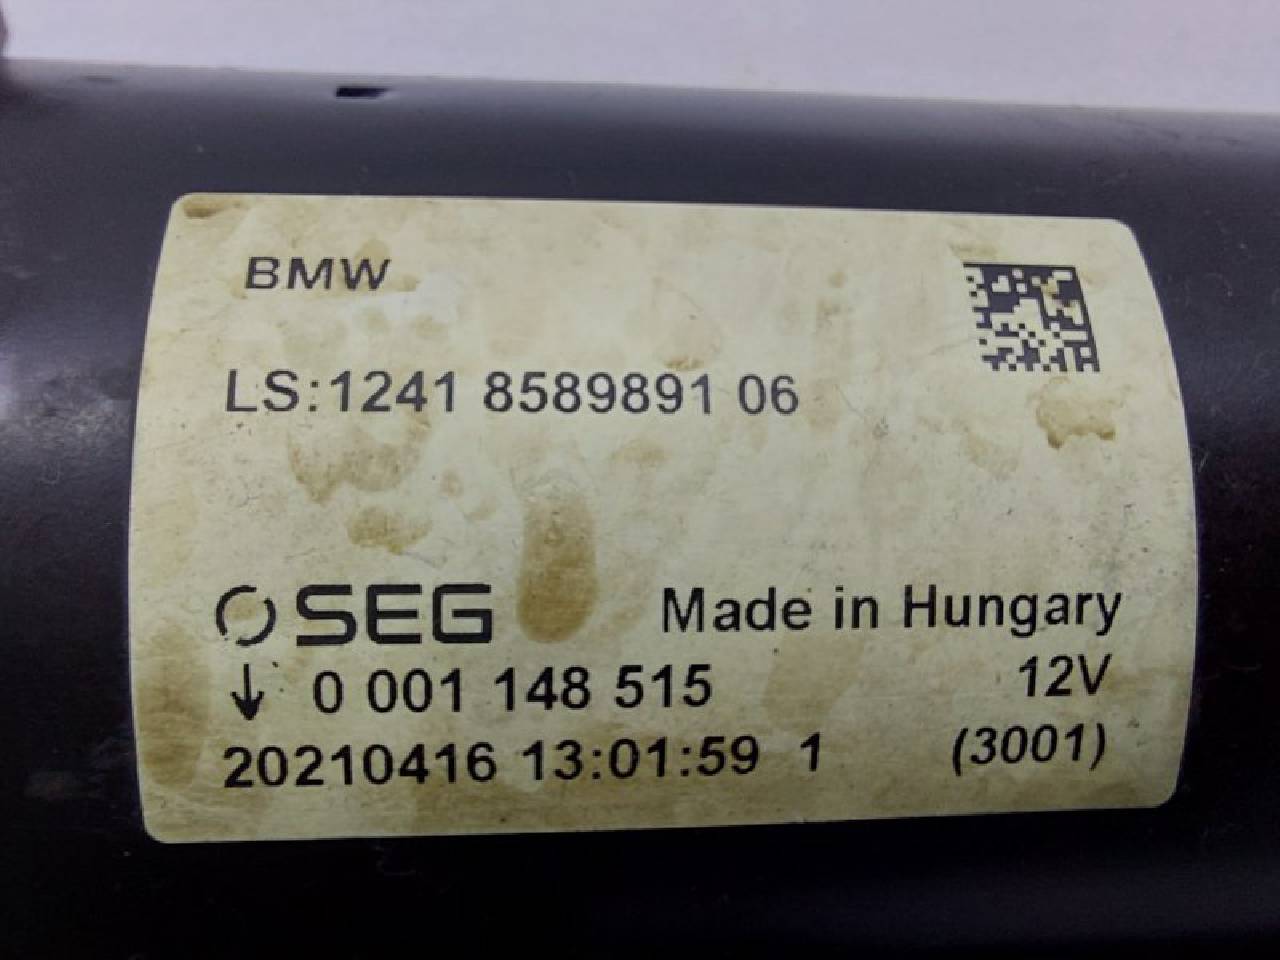 BMW
LS:1241 8589891 06
SEG Made in Hungary
0 001 148 515 12V
20210416 13:01:59 1 (3001)